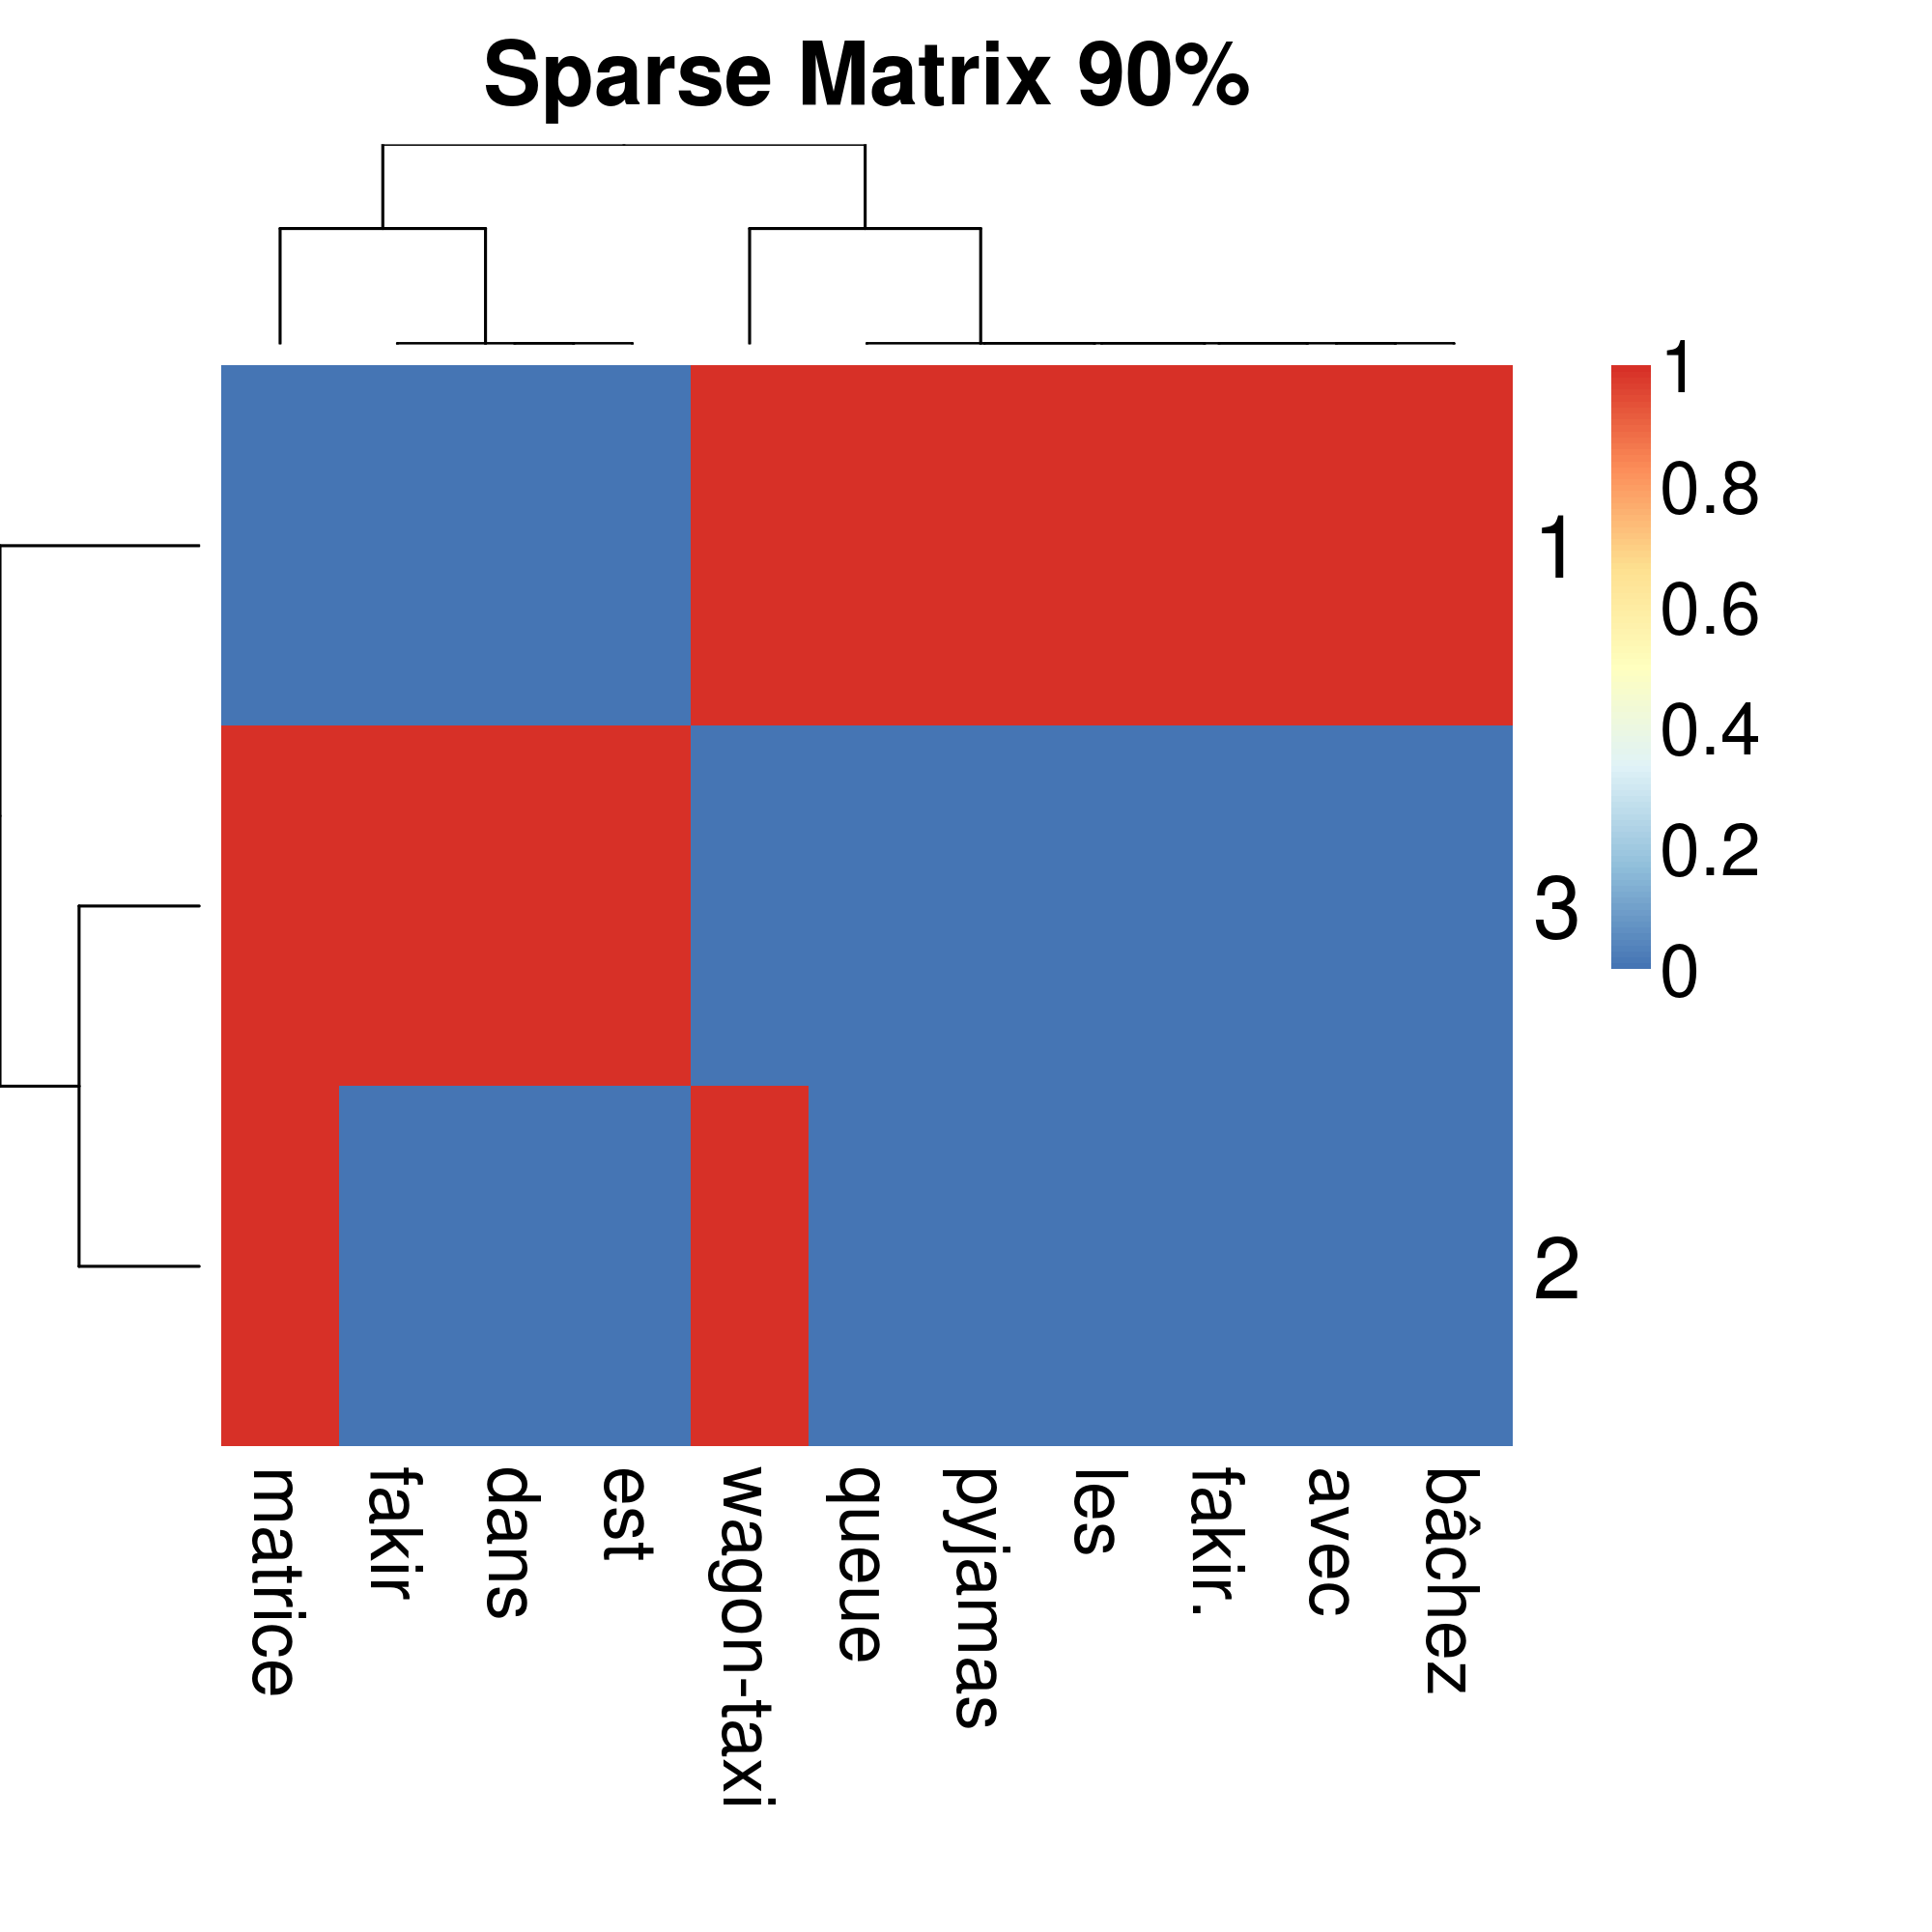 Sparse Matrix 90%
1
3
2
1
0.8
0.6
0.4
0.2
0
matrice
fakir
dans
est
wagon-taxi
queue
pyjamas
les
fakir.
avec
bâchez